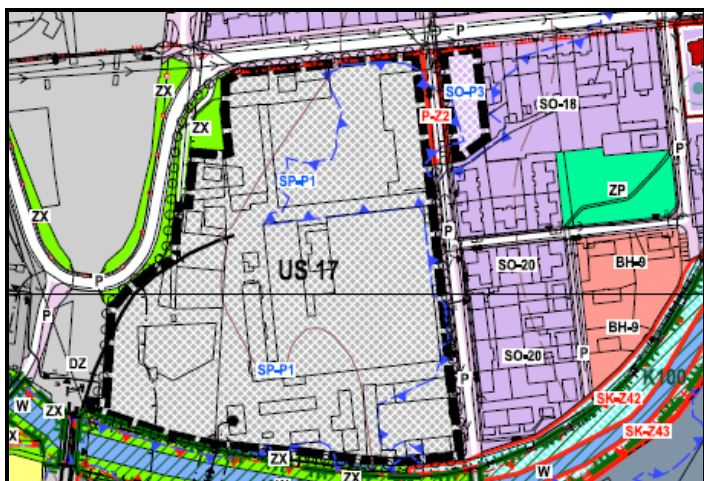 P
ZX
SO-P3
P-Z2
SO-18
ZX
P
SP-P1
ZP
ZX
P
US 17
SO-20
BH-9
P
P
DZ
BH-9
SO-20
P
SP-P1
P
K100
W
ZX
SK-Z42
X
SK-Z43
ZX
ZX
W